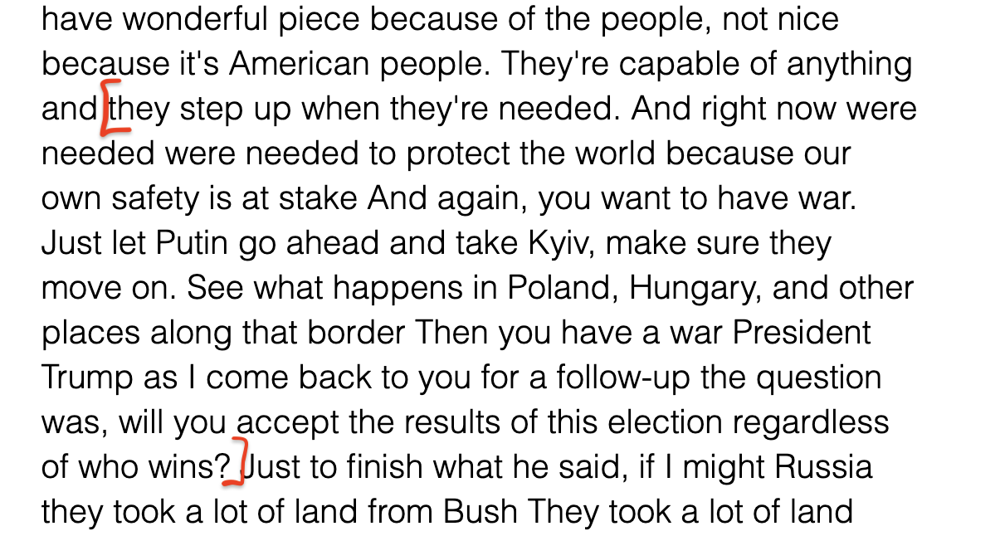 have wonderful piece because of the people, not nice
because it's American people. They're capable of anything
and [they step up when they're needed. And right now were
needed were needed to protect the world because our
own safety is at stake And again, you want to have war.
Just let Putin go ahead and take Kyiv, make sure they
move on. See what happens in Poland, Hungary, and other
places along that border Then you have a war President
Trump as I come back to you for a follow-up the question
was, will you accept the results of this election regardless
of who wins?] Just to finish what he said, if I might Russia
they took a lot of land from Bush They took a lot of land